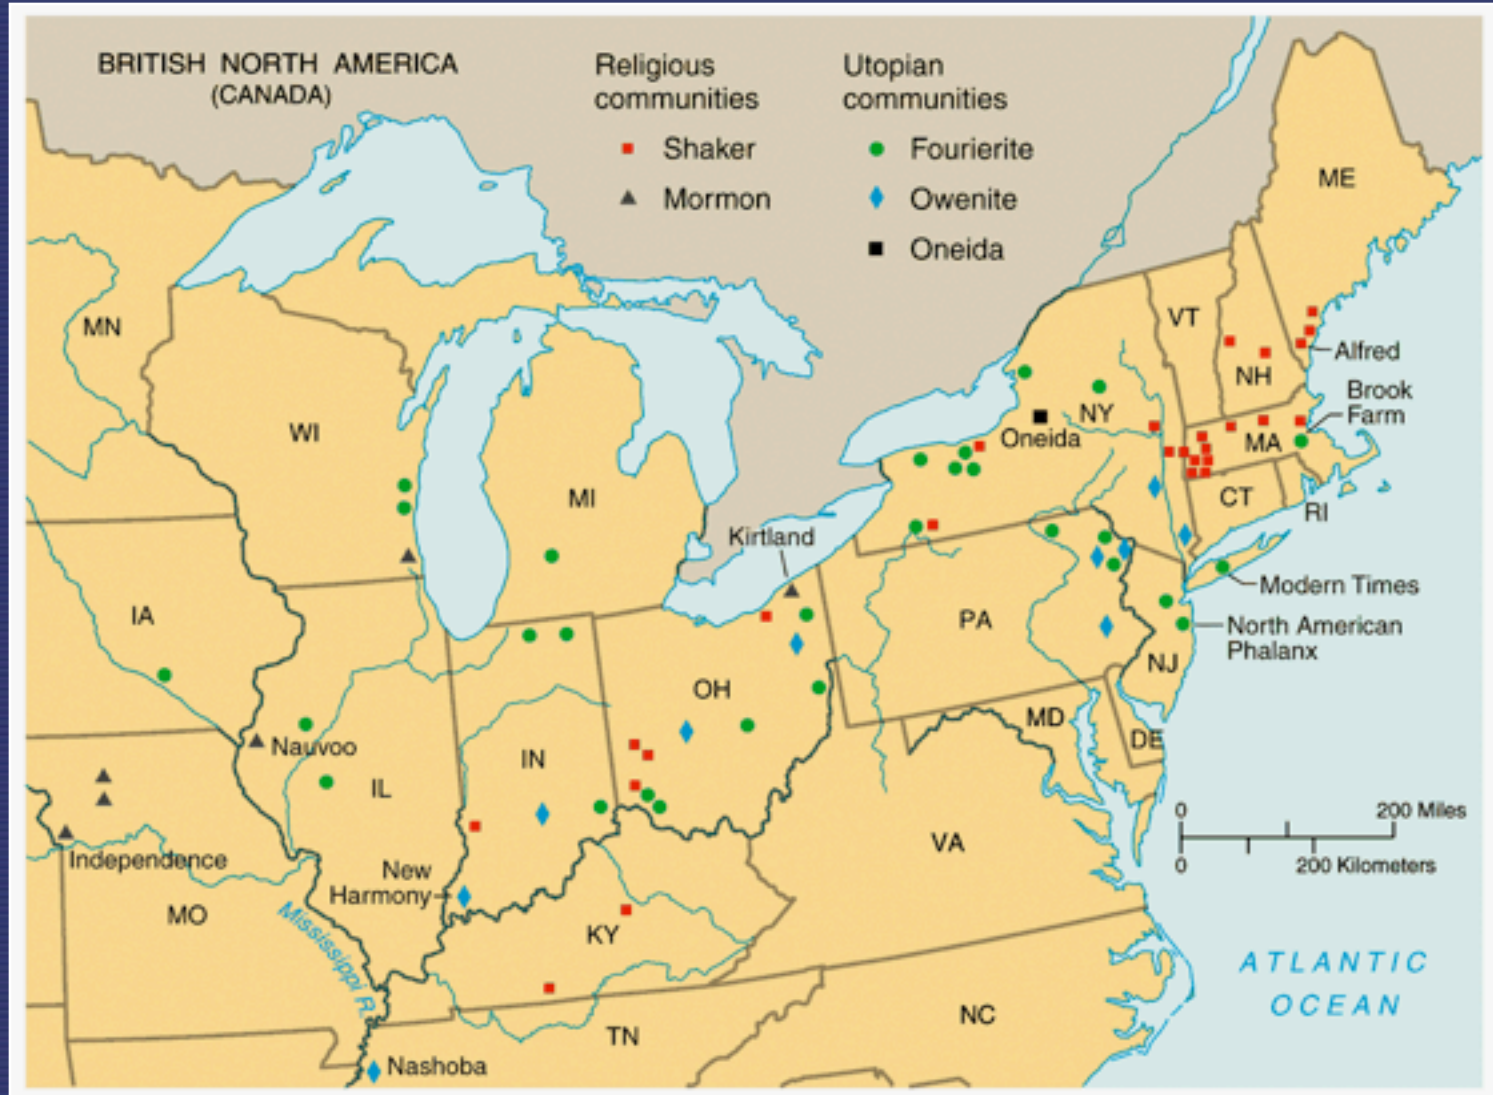 BRITISH NORTH AMERICA
(CANADA)
Religious
communities
Shaker
Mormon
Utopian
communities
Fourierite
Owenite
Oneida
ME
MN
VT
Alfred
NH
Brook
Farm
WI
NY
Oneida
MA
MI
CT
RI
Kirtland
Modern Times
IA
PA
North American
Phalanx
NJ
OH
MD
DE
Nauvoo
IN
IL
0
200 Miles
0
200 Kilometers
VA
Independence
New
Harmony
MO
Mississippi R.
KY
ATLANTIC
OCEAN
NC
TN
Nashoba